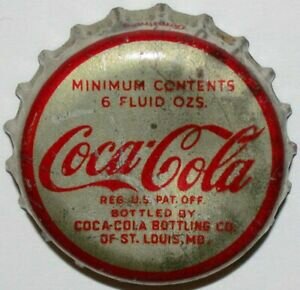 MINIMUM CONTENTS
6 FLUID OZS.
Coca-Cola
REG. U.S. PAT. OFF.
BOTTLED BY
COCA-COLA BOTTLING CO.
OF ST. LOUIS, MO.